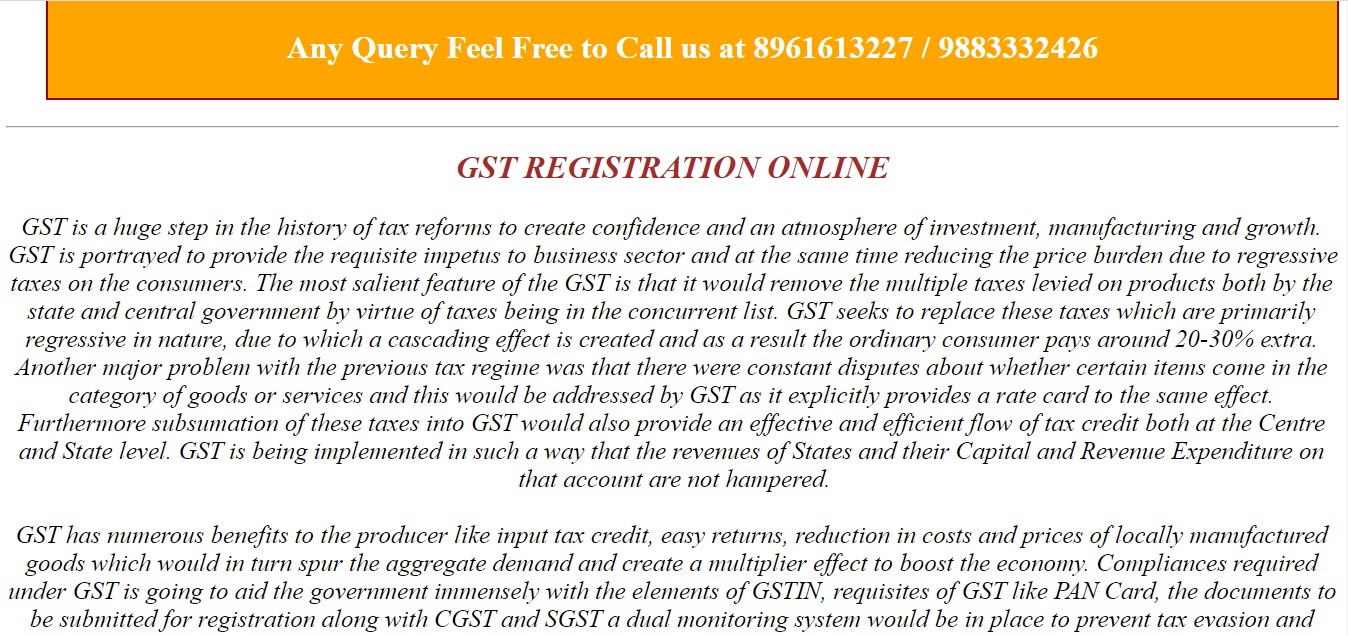 Any Query Feel Free to Call us at 8961613227 / 9883332426
GST REGISTRATION ONLINE
GST is a huge step in the history of tax reforms to create confidence and an atmosphere of investment, manufacturing and growth.
GST is portrayed to provide the requisite impetus to business sector and at the same time reducing the price burden due to regressive
taxes on the consumers. The most salient feature of the GST is that it would remove the multiple taxes levied on products both by the
state and central government by virtue of taxes being in the concurrent list. GST seeks to replace these taxes which are primarily
regressive in nature, due to which a cascading effect is created and as a result the ordinary consumer pays around 20-30% extra.
Another major problem with the previous tax regime was that there were constant disputes about whether certain items come in the
category of goods or services and this would be addressed by GST as it explicitly provides a rate card to the same effect.
Furthermore subsumation of these taxes into GST would also provide an effective and efficient flow of tax credit both at the Centre
and State level. GST is being implemented in such a way that the revenues of States and their Capital and Revenue Expenditure on
that account are not hampered.
GST has numerous benefits to the producer like input tax credit, easy returns, reduction in costs and prices of locally manufactured
goods which would in turn spur the aggregate demand and create a multiplier effect to boost the economy. Compliances required
under GST is going to aid the government immensely with the elements of GSTIN, requisites of GST like PAN Card, the documents to
be submitted for registration along with CGST and SGST a dual monitoring system would be in place to prevent tax evasion and